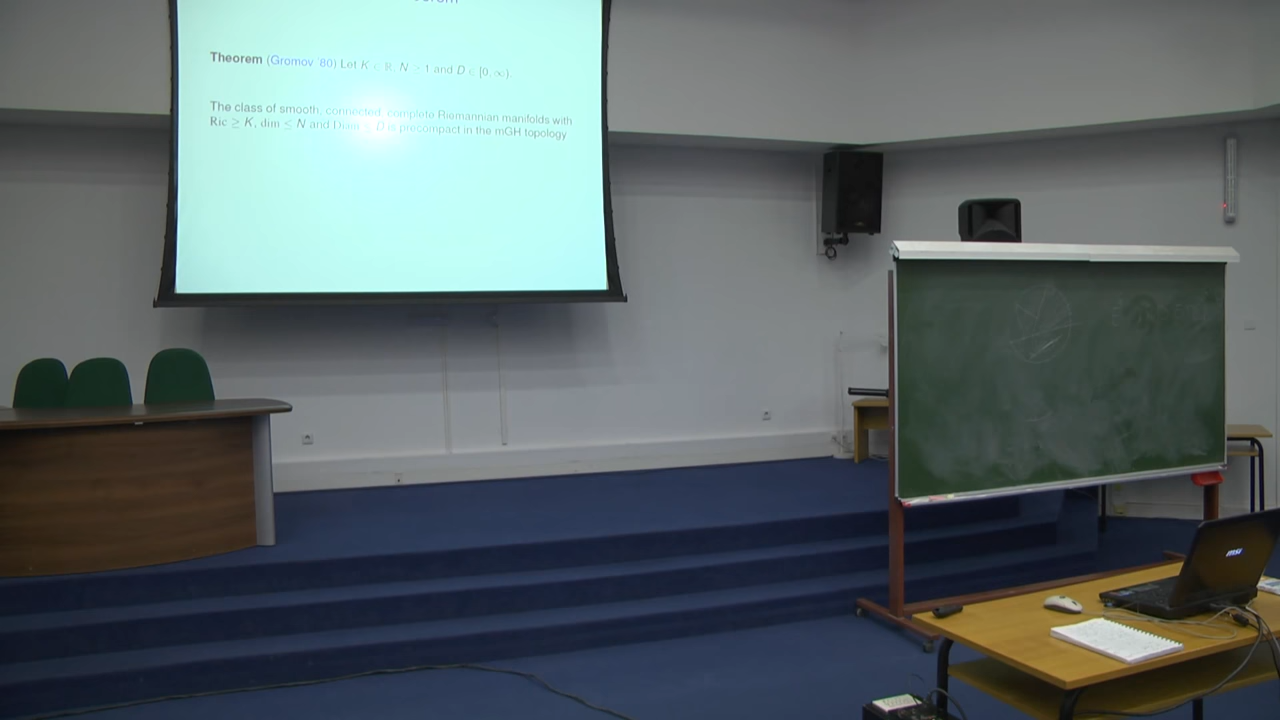 Theorem (Gromov '80) Let K ∈ ℝ, N > 1 and D ∈ [0, ∞).
The class of smooth, connected, complete Riemannian manifolds with
Ric ≥ K, dim ≤ N and Diam ≤ D is precompact in the mGH topology
msi